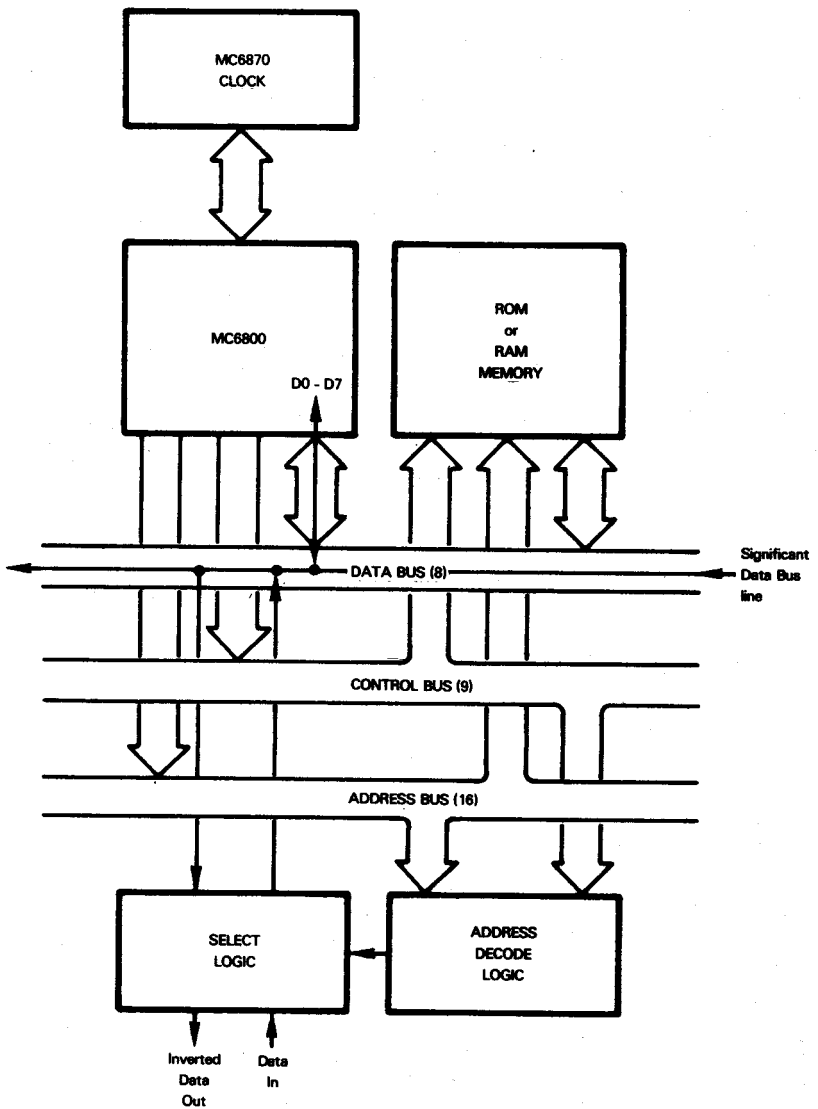 MC6870
CLOCK
MC6800
D0 - D7
ROM
or
RAM
MEMORY
DATA BUS (8)
Significant
Data Bus
line
CONTROL BUS (9)
ADDRESS BUS (16)
SELECT
LOGIC
ADDRESS
DECODE
LOGIC
Inverted
Data
Out
Data
In